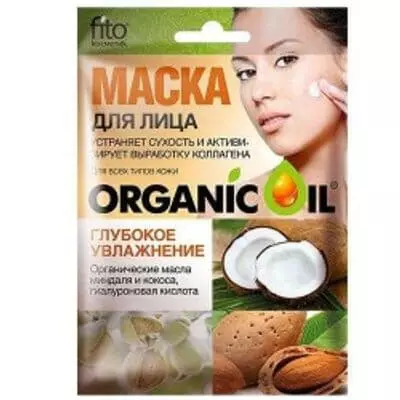 fito
косметик
МАСКА
ДЛЯ ЛИЦА
УСТРАНЯЕТ СУХОСТЬ И АКТИВИ-
ЗИРУЕТ ВЫРАБОТКУ КОЛЛАГЕНА
ДЛЯ ВСЕХ ТИПОВ КОЖИ
ORGANIC OIL®
ГЛУБОКОЕ
УВЛАЖНЕНИЕ
Органические масла
миндаля и кокоса,
гиалуроновая кислота